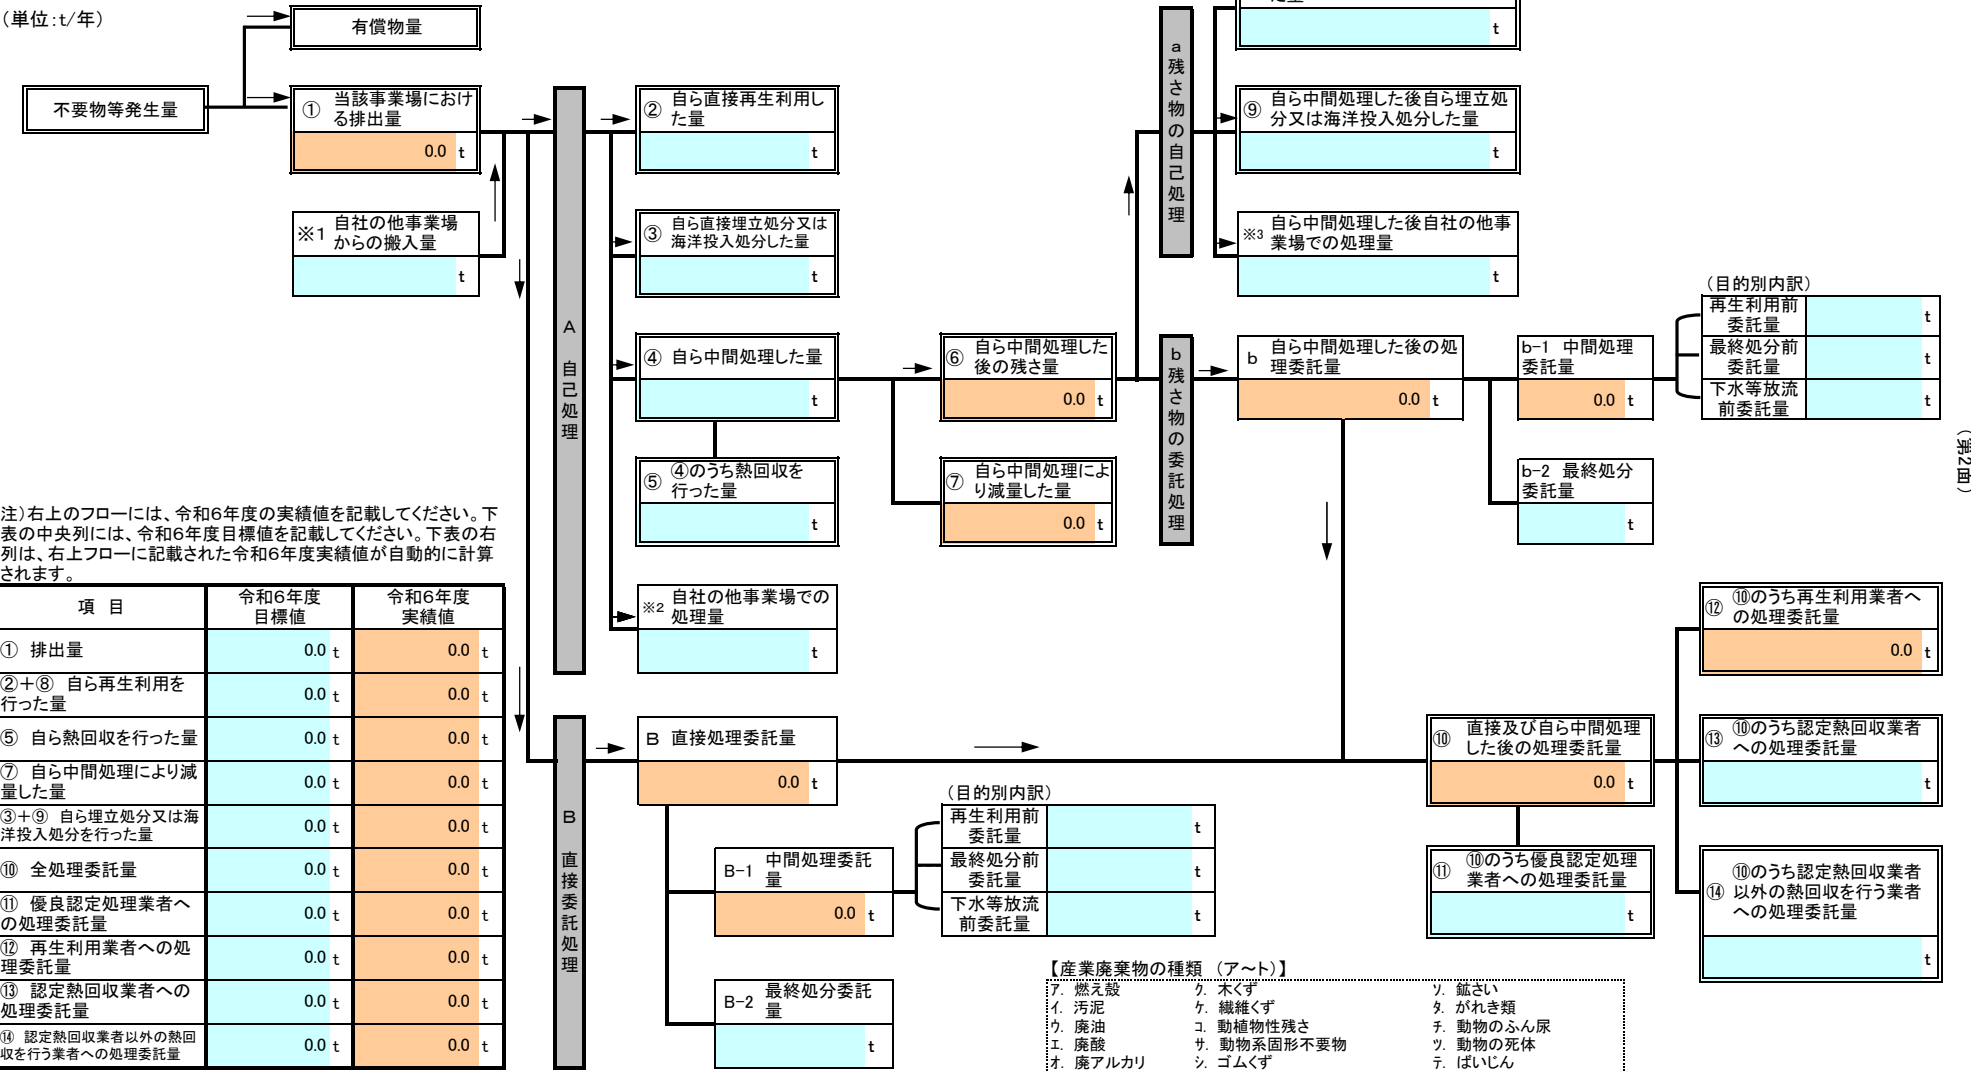 (単位:t/年)
有償物量
不要物等発生量
① 当該事業場におけ
る排出量
0.0 t
※1 自社の他事業場
からの搬入量
t
A 自己処理
② 自ら直接再生利用し
た量
t
③ 自ら直接埋立処分又は
海洋投入処分した量
t
④ 自ら中間処理した量
t
⑤ ④のうち熱回収を
行った量
t
※2 自社の他事業場での
処理量
t
⑥ 自ら中間処理した
後の残さ量
0.0 t
⑦ 自ら中間処理によ
り減量した量
0.0 t
a 残さ物の自己処理
t
⑨ 自ら中間処理した後自ら埋立処
分又は海洋投入処分した量
t
※3 自ら中間処理した後自社の他事
業場での処理量
t
b 残さ物の委託処理
b 自ら中間処理した後の処
理委託量
0.0 t
b-1 中間処理
委託量
0.0 t
b-2 最終処分
委託量
t
(目的別内訳)
再生利用前
委託量
t
最終処分前
委託量
t
下水等放流
前委託量
t
(第2面)
注)右上のフローには、令和6年度の実績値を記載してください。下
表の中央列には、令和6年度目標値を記載してください。下表の右
列は、右上フローに記載された令和6年度実績値が自動的に計算
されます。
項 目
令和6年度
目標値
令和6年度
実績値
① 排出量
0.0 t 0.0 t
②+⑧ 自ら再生利用を
行った量
0.0 t 0.0 t
⑤ 自ら熱回収を行った量
0.0 t 0.0 t
⑦ 自ら中間処理により減
量した量
0.0 t 0.0 t
③+⑨ 自ら埋立処分又は海
洋投入処分を行った量
0.0 t 0.0 t
⑩ 全処理委託量
0.0 t 0.0 t
⑪ 優良認定処理業者へ
の処理委託量
0.0 t 0.0 t
⑫ 再生利用業者への処
理委託量
0.0 t 0.0 t
⑬ 認定熱回収業者への
処理委託量
0.0 t 0.0 t
⑭ 認定熱回収業者以外の熱回
収を行う業者への処理委託量
0.0 t 0.0 t
B 直接委託処理
B 直接処理委託量
0.0 t
B-1 中間処理委託
量
0.0 t
B-2 最終処分委託
量
t
(目的別内訳)
再生利用前
委託量
t
最終処分前
委託量
t
下水等放流
前委託量
t
⑩ 直接及び自ら中間処理
した後の処理委託量
0.0 t
⑪ ⑩のうち優良認定処理
業者への処理委託量
t
⑫ ⑩のうち再生利用業者へ
の処理委託量
0.0 t
⑬ ⑩のうち認定熱回収業者
への処理委託量
t
⑭ ⑩のうち認定熱回収業者
以外の熱回収を行う業者
への処理委託量
t
【産業廃棄物の種類 (ア~ト)】
ア. 燃え殻 ク. 木くず ソ. 鉱さい
イ. 汚泥 ケ. 繊維くず タ. がれき類
ウ. 廃油 コ. 動植物性残さ チ. 動物のふん尿
エ. 廃酸 サ. 動物系固形不要物 ツ. 動物の死体
オ. 廃アルカリ シ. ゴムくず テ. ばいじん